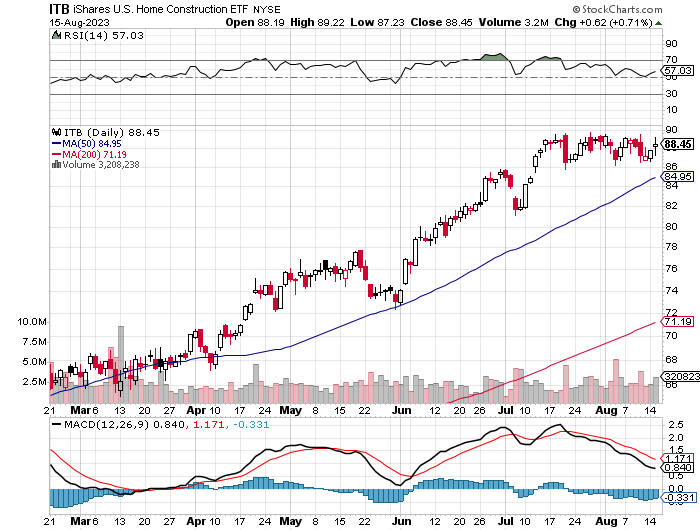 ITB iShares U.S. Home Construction ETF NYSE © StockCharts.com
15-Aug-2023 Open 88.19 High 89.22 Low 87.23 Close 88.45 Volume 3.2M Chg +0.62 (+0.71%)
RSI(14) 57.03
90
70
57.03
50
30
10
ITB (Daily) 88.45
MA(50) 84.95
MA(200) 71.19
Volume 3,208,238
90
88.45
86
84.95
84
82
80
78
76
74
72
71.19
70
68
66
10.0M
7.5M
5.0M
2.5M
3208238
21 Mar 6 13 20 27 Apr 10 17 24 May 8 15 22 Jun 12 20 26 Jul 10 17 24 Aug 7 14
MACD(12,26,9) 0.840, 1.171, -0.331
2.5
2.0
1.5
1.171
0.840
0.5
0.0
-0.331
21 Mar 6 13 20 27 Apr 10 17 24 May 8 15 22 Jun 12 20 26 Jul 10 17 24 Aug 7 14